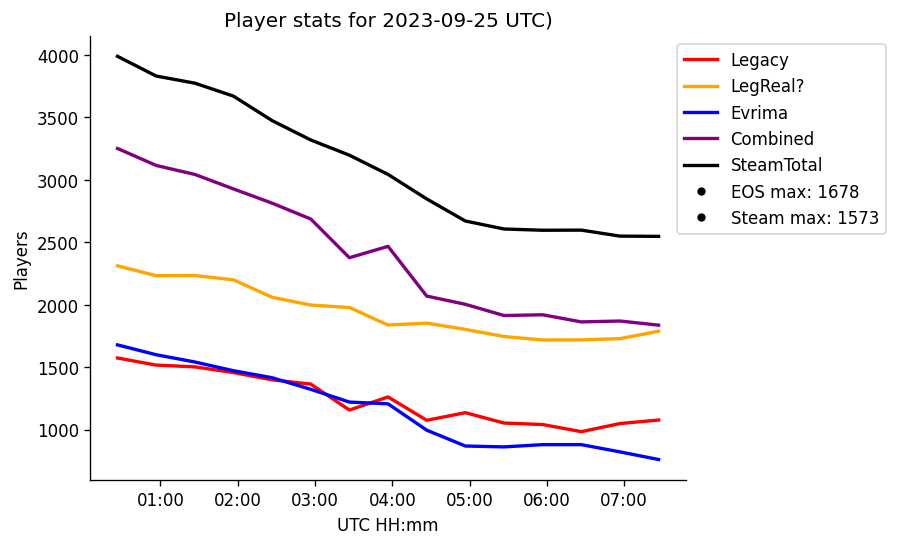 Player stats for 2023-09-25 UTC)
Players
4000
3500
3000
2500
2000
1500
1000
01:00 02:00 03:00 04:00 05:00 06:00 07:00
UTC HH:mm
Legacy
LegReal?
Evrima
Combined
SteamTotal
EOS max: 1678
Steam max: 1573